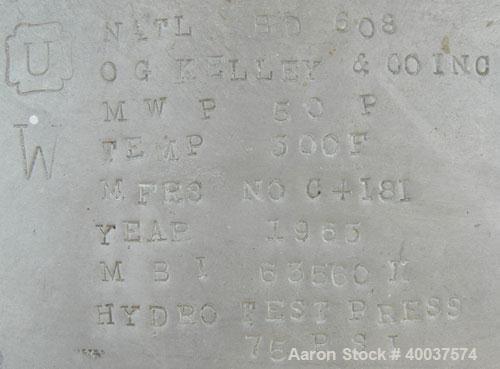 U
NATL BD 608
O G KELLEY & CO INC
W
M W P 50 P
TEMP 300F
MFRS NO C+181
YEAR 1963
M B I 63560 H
HYDRO TEST PRESS
75 P S I
Aaron Stock # 40037574